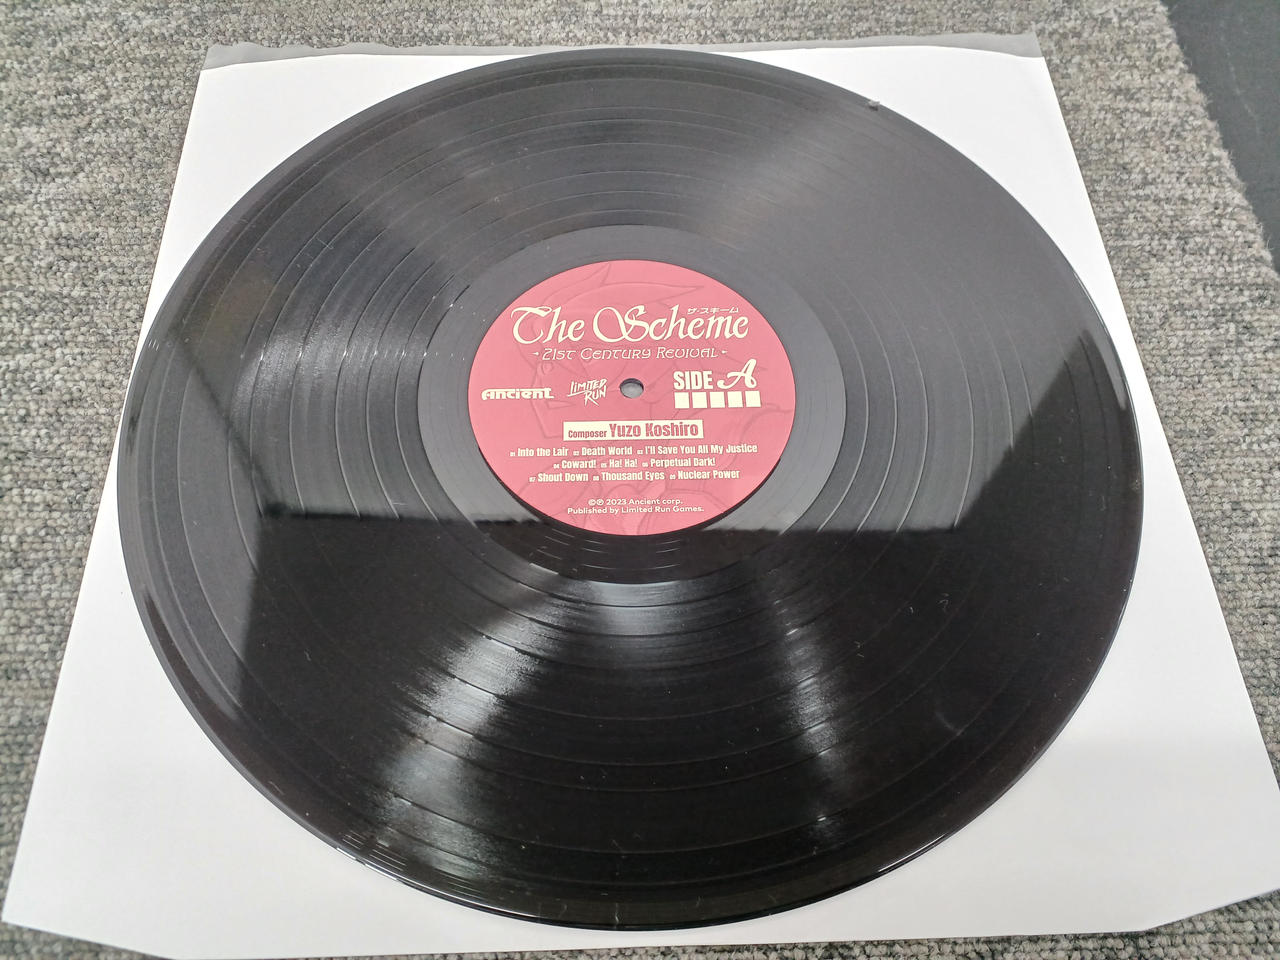 ザ・スキーム
The Scheme
21st Century Revival
Ancient LIMITED RUN SIDE A
Composer Yuzo Koshiro
01 Into the Lair 02 Death World 03 I'll Save You All My Justice
04 Coward! 05 Ha! Ha! 06 Perpetual Dark!
07 Shout Down 08 Thousand Eyes 09 Nuclear Power
©℗ 2023 Ancient corp.
Published by Limited Run Games.